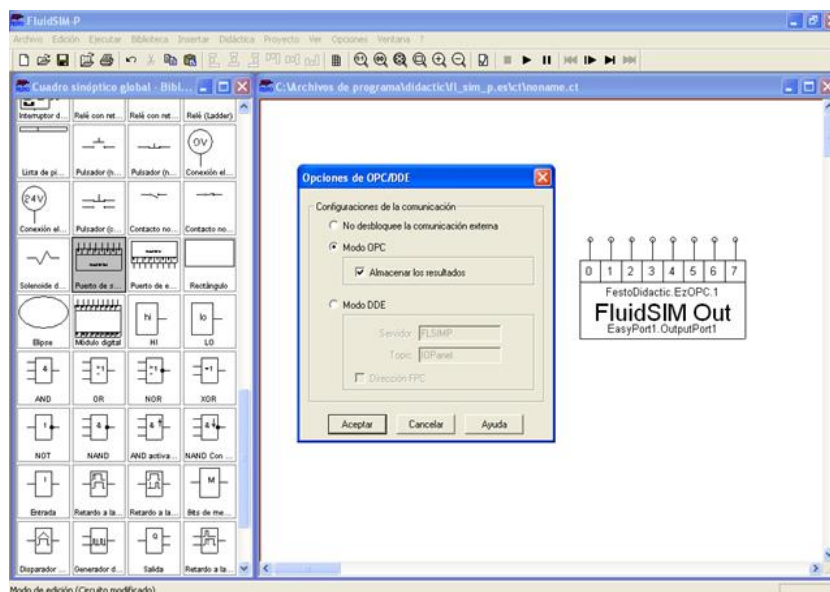 FluidSIM-P
Archivo Edición Ejecutar Biblioteca Insertar Didáctica Proyecto Ver Opciones Ventana ?
Cuadro sinóptico global - Bibl...
Interruptor d... Relé con ret... Relé con ret... Relé (Ladder)
Lista de pi... Pulsador (n... Pulsador (n... Conexión el...
0V
24V
Conexión el... Pulsador (c... Contacto no... Contacto no...
Solenoide d... Puerto de s... Puerto de e... Rectángulo
hi lo
Elipse Módulo digital HI LO
AND OR NOR XOR
NOT NAND AND activa... NAND Con ...
Entrada Retardo a la... Retardo a la... Bits de me...
Disparador ... Generador d... Salida Retardo a la...
C:\Archivos de programa\didactic\fl_sim_p.es\ct\noname.ct
Opciones de OPC/DDE
Configuraciones de la comunicación
No desbloquee la comunicación externa
Modo OPC
Almacenar los resultados
Modo DDE
Servidor: FLSIMP
Topic: IOPanel
Dirección FPC
Aceptar Cancelar Ayuda
0 1 2 3 4 5 6 7
FestoDidactic.EzOPC.1
FluidSIM Out
EasyPort1.OutputPort1
Modo de edición (Circuito modificado)